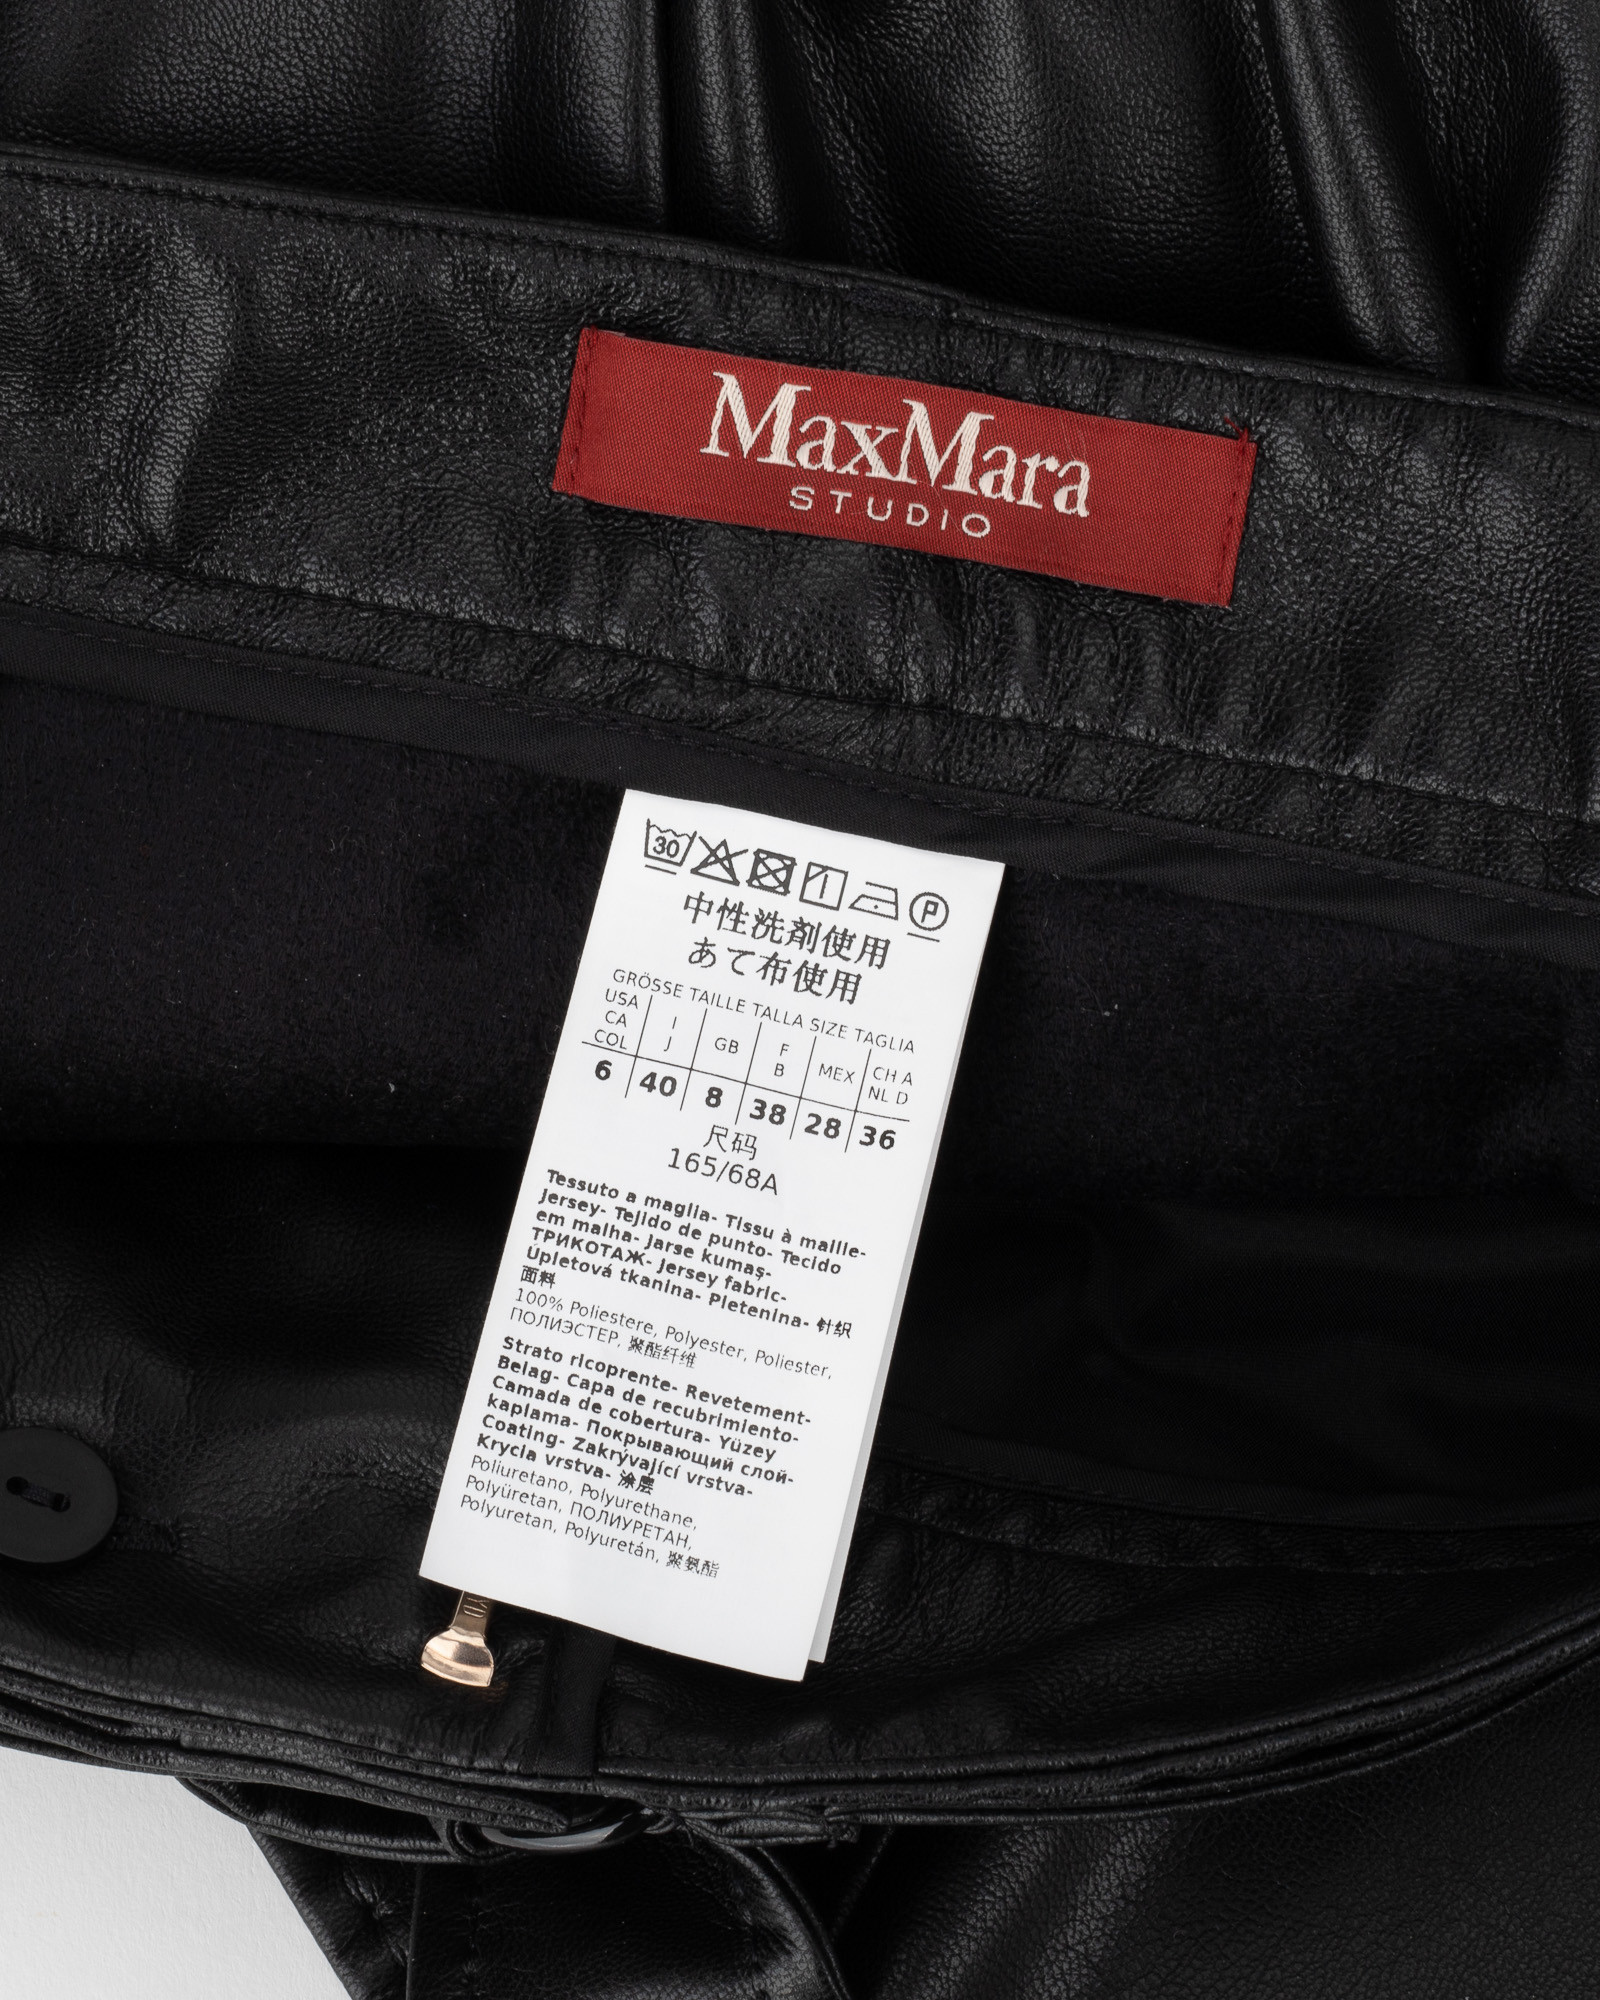 MaxMara
STUDIO
30 P
中性洗剤使用
あて布使用
GRÖSSE TAILLE TALLA SIZE TAGLIA
USA CA COL I J GB F B MEX CH A NL D
6 40 8 38 28 36
尺码
165/68A
Tessuto a maglia- Tissu à maille-
Jersey- Tejido de punto- Tecido
em malha- Jarse kumaş-
ТРИКОТАЖ- Jersey fabric-
Úpletová tkanina- Pletenina- 针织
面料
100% Poliestere, Polyester, Poliester,
ПОЛИЭСТЕР, 聚酯纤维
Strato ricoprente- Revetement-
Belag- Capa de recubrimiento-
Camada de cobertura- Yüzey
kaplama- Покрывающий слой-
Coating- Zakrývající vrstva-
Krycia vrstva- 涂层
Poliuretano, Polyurethane,
Polyüretan, ПОЛИУРЕТАН,
Polyuretan, Polyuretán, 聚氨酯